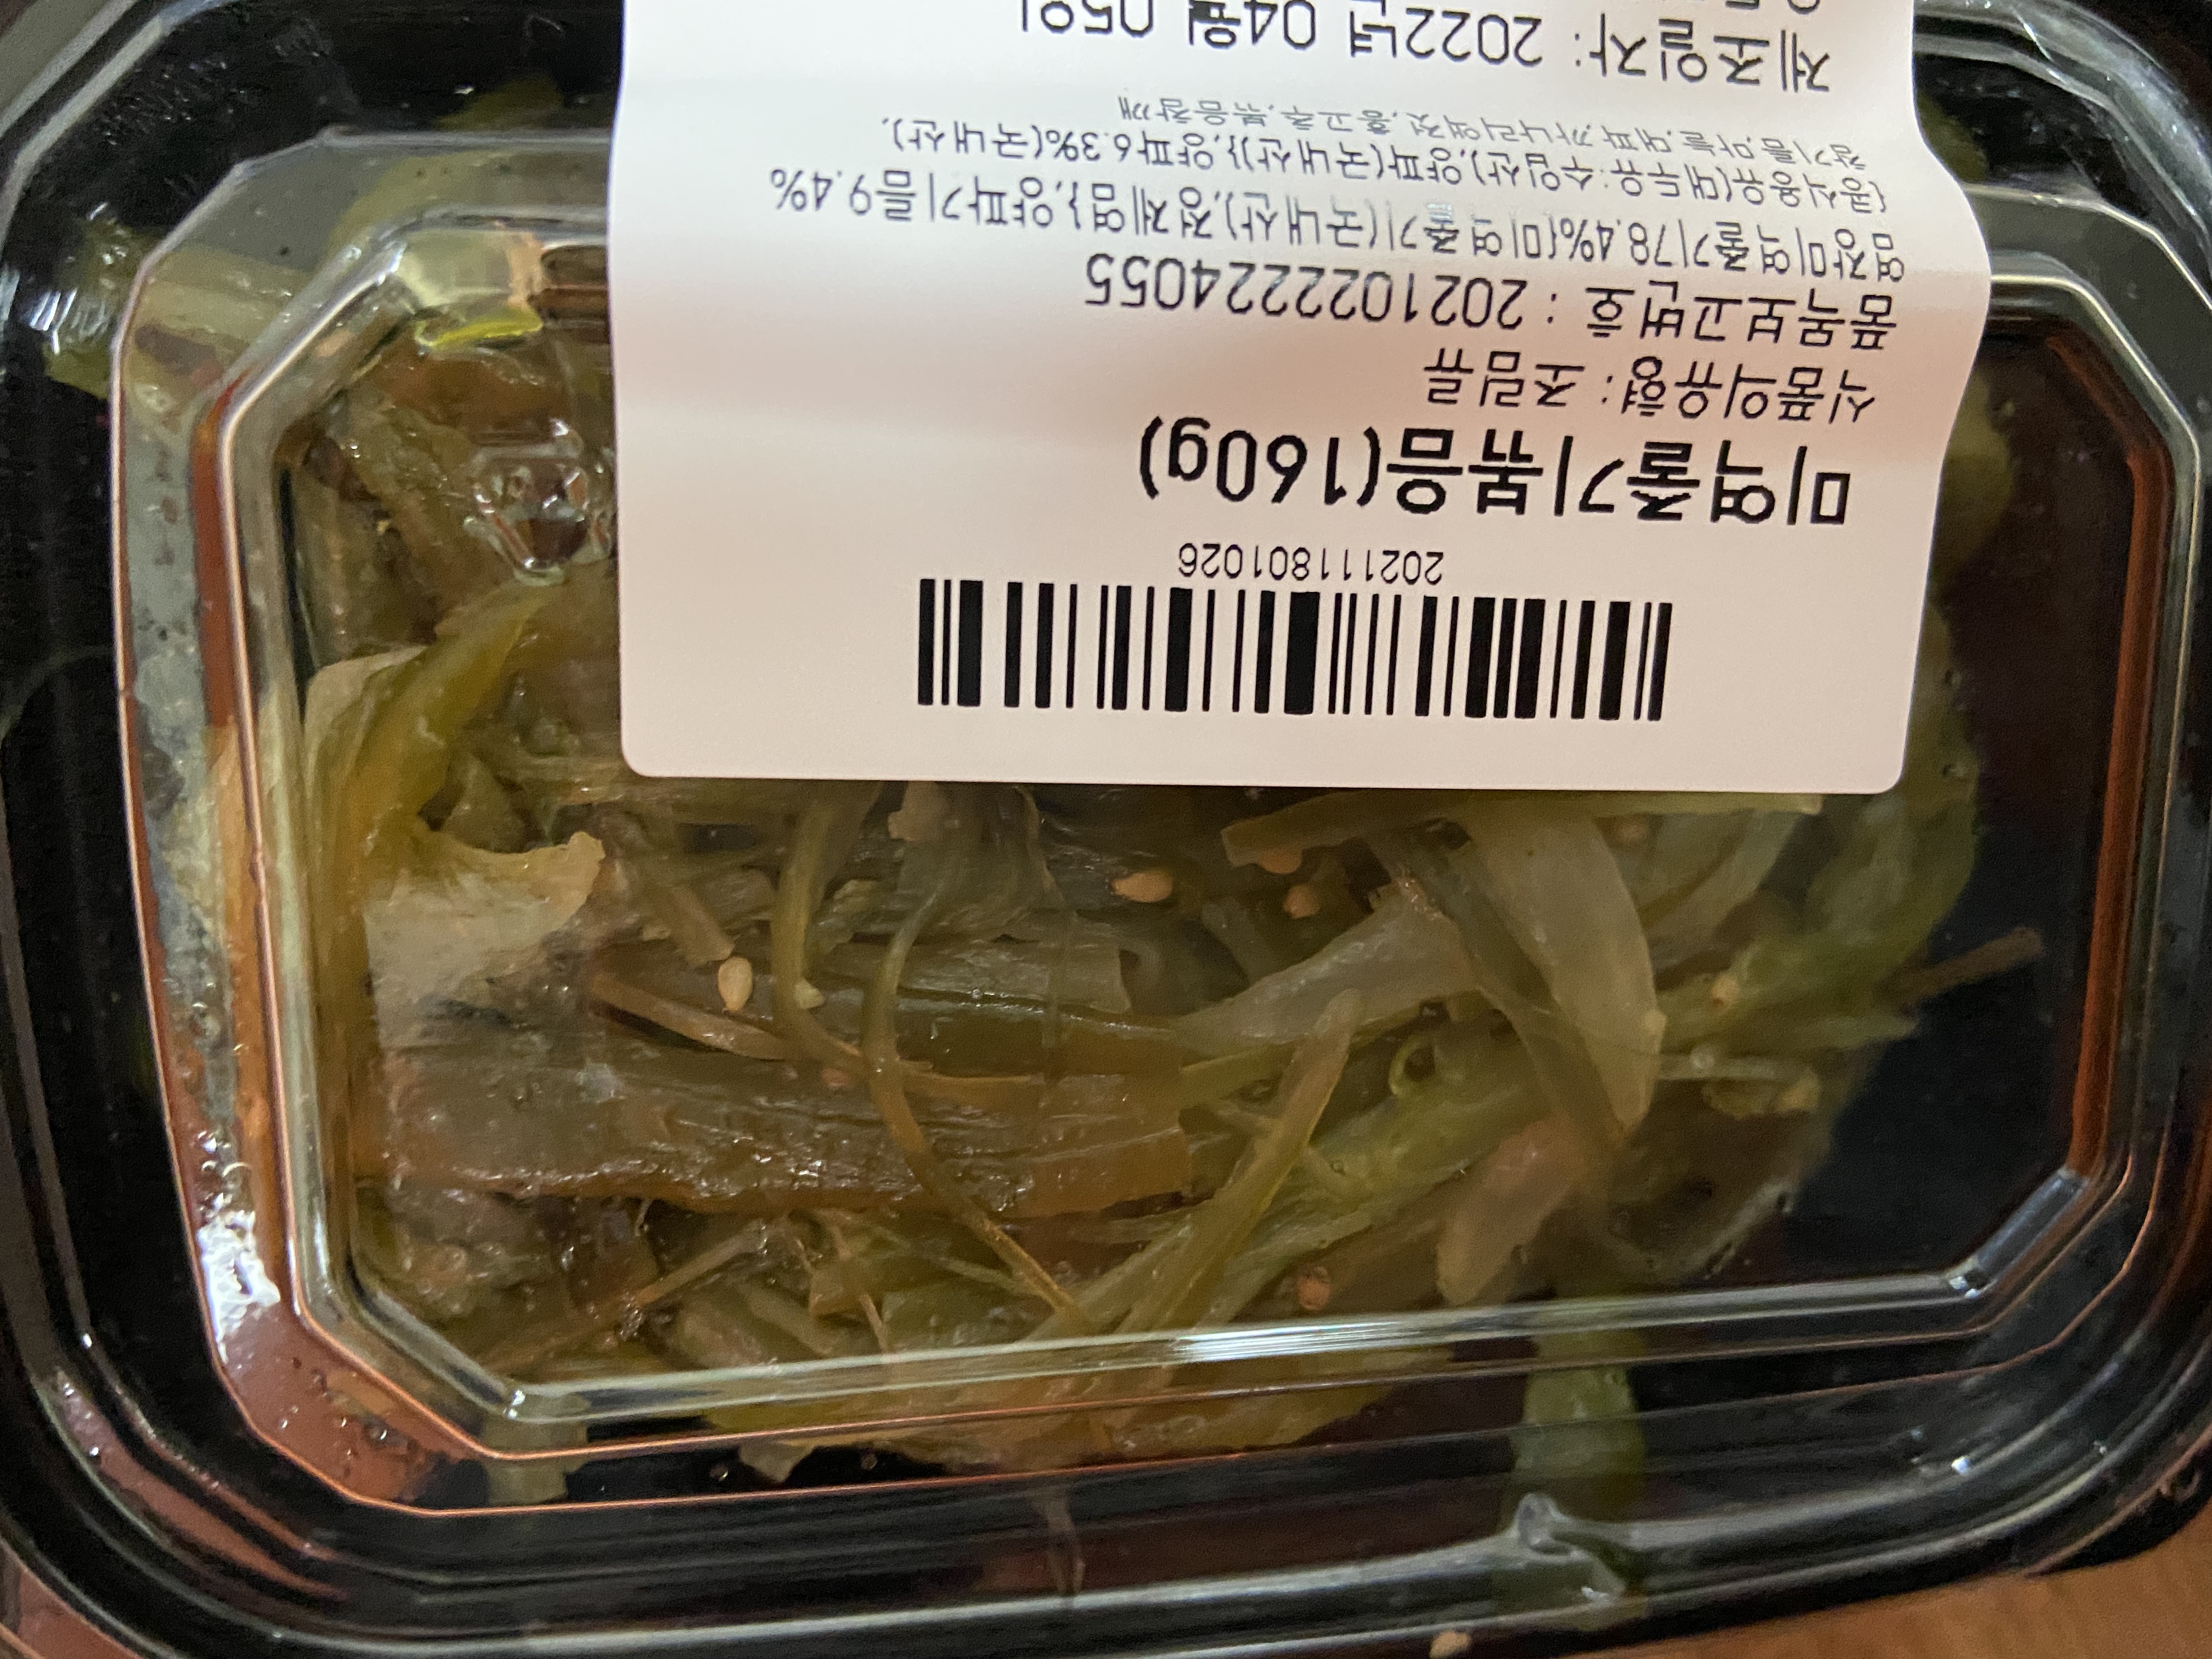 202111801026
미역줄기볶음(160g)
식품의유형: 조림류
품목보고번호 : 2021022224055
염장미역줄기78.4%{미역줄기(국내산),정제염},양파기름9.4%
{콩식용유(대두유:수입산),양파(국내산)},양파6.3%(국내산),
참기름,마늘,대파,까나리액젓,홍고추,볶음참깨
제조일자: 2022년 04월 05일